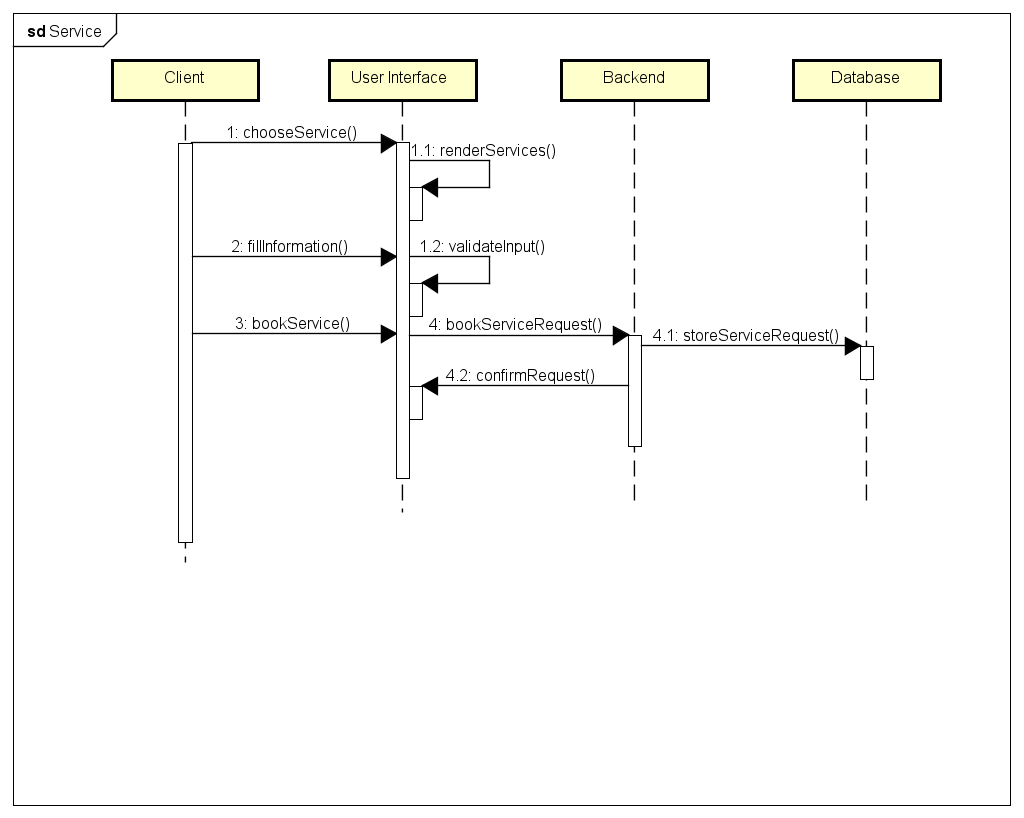 sd Service
Client
User Interface
Backend
Database
1: chooseService()
1.1: renderServices()
2: fillInformation()
1.2: validateInput()
3: bookService()
4: bookServiceRequest()
4.1: storeServiceRequest()
4.2: confirmRequest()